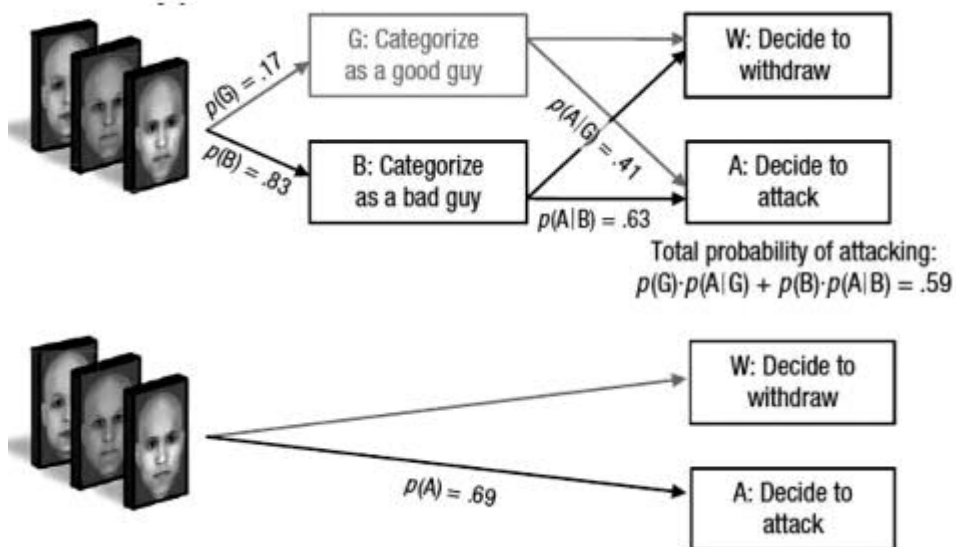 G: Categorize
as a good guy
W: Decide to
withdraw
p(G) = .17
p(B) = .83
p(A|G) = .41
B: Categorize
as a bad guy
A: Decide to
attack
p(A|B) = .63
Total probability of attacking:
p(G)·p(A|G) + p(B)·p(A|B) = .59
W: Decide to
withdraw
p(A) = .69
A: Decide to
attack